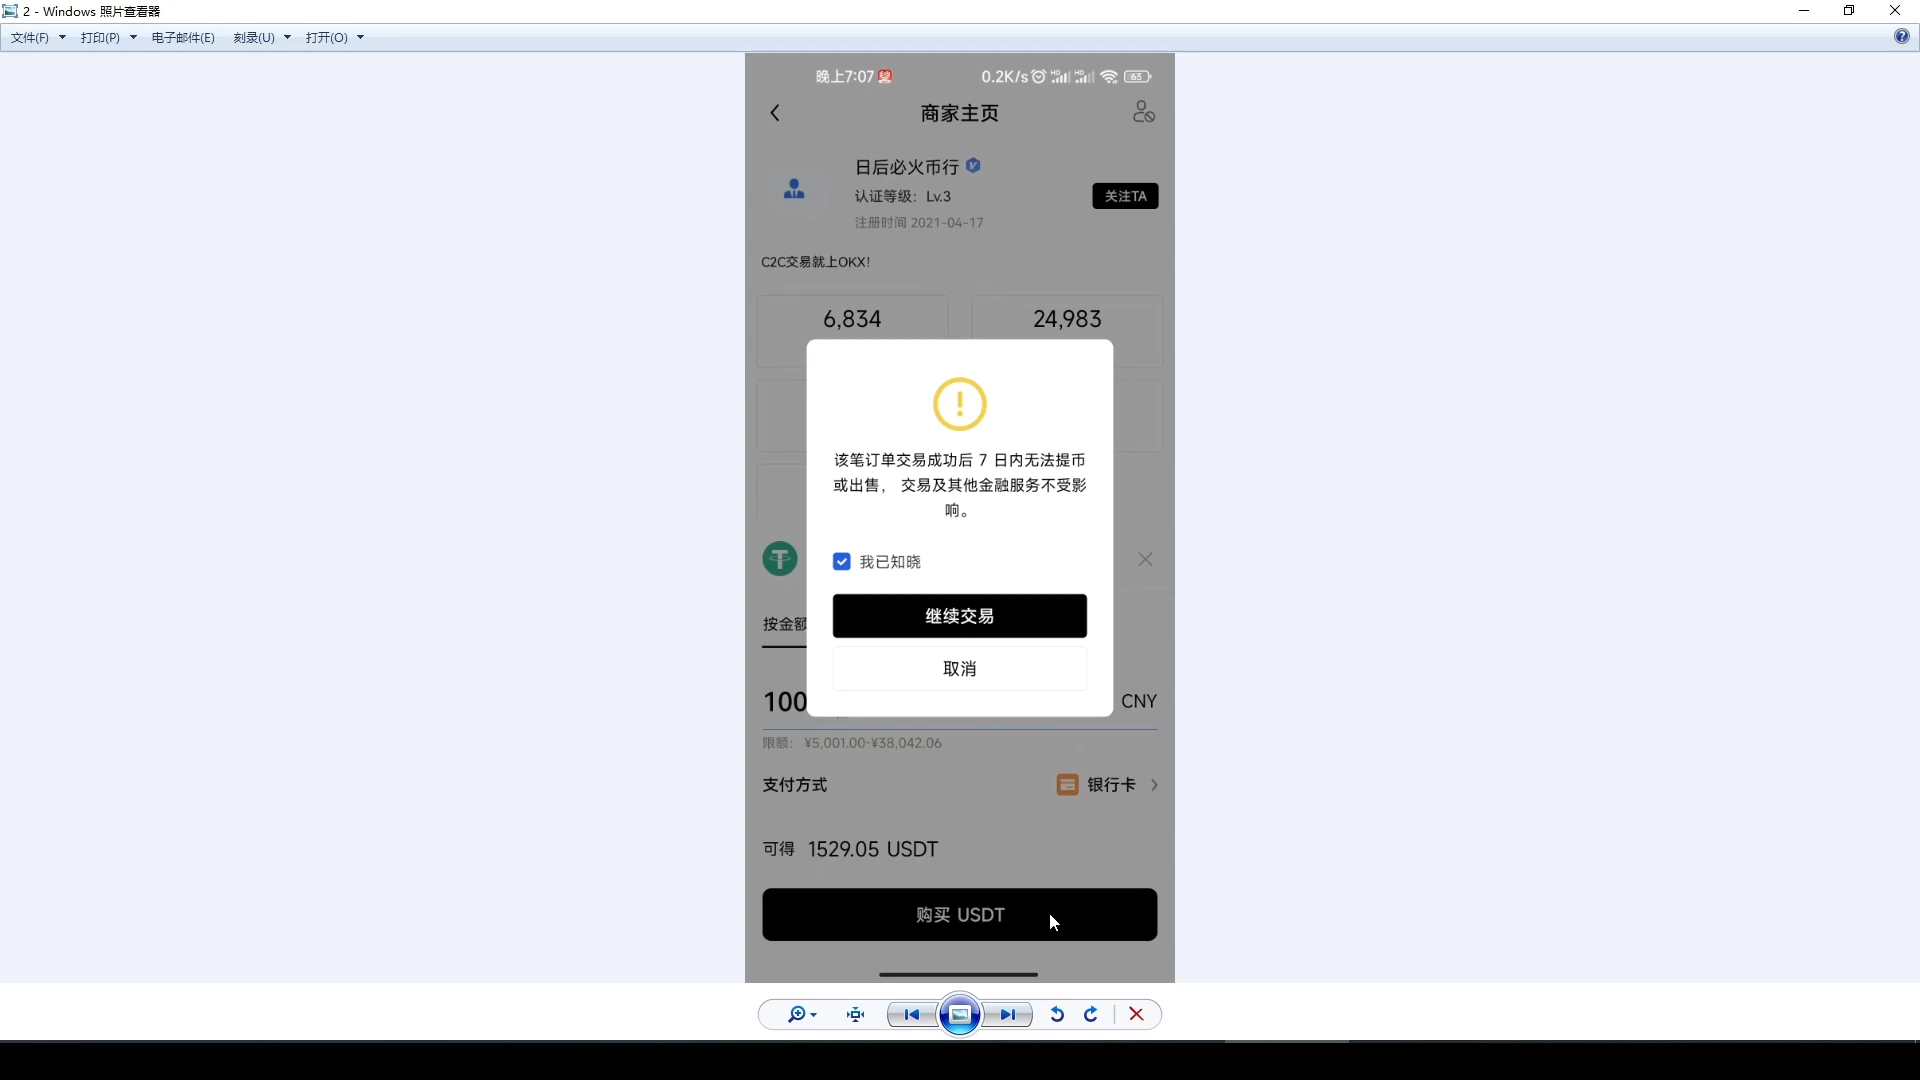 2 - Windows 照片查看器
文件(F) 打印(P) 电子邮件(E) 刻录(U) 打开(O)
晚上7:07 0.2K/s HD HD 63
商家主页
日后必火币行
认证等级: Lv.3
关注TA
注册时间 2021-04-17
C2C交易就上OKX!
6,834 24,983
该笔订单交易成功后 7 日内无法提币
或出售， 交易及其他金融服务不受影
响。
我已知晓
继续交易
按金额
取消
100 CNY
限额: ¥5,001.00-¥38,042.06
支付方式 银行卡
可得 1529.05 USDT
购买 USDT